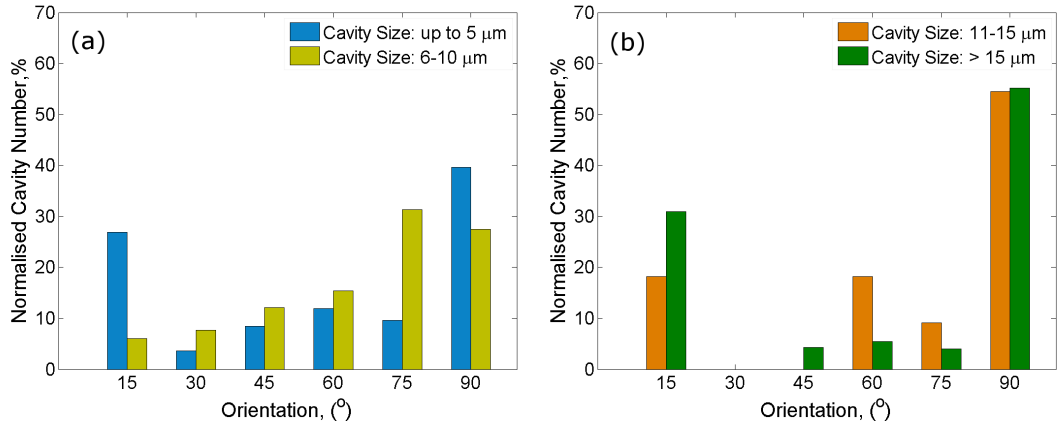 (a)
Cavity Size: up to 5 μm
Cavity Size: 6-10 μm
Normalised Cavity Number,%
70
60
50
40
30
20
10
0
15 30 45 60 75 90
Orientation, (o)
(b)
Cavity Size: 11-15 μm
Cavity Size: > 15 μm
Normalised Cavity Number,%
70
60
50
40
30
20
10
0
15 30 45 60 75 90
Orientation, (o)